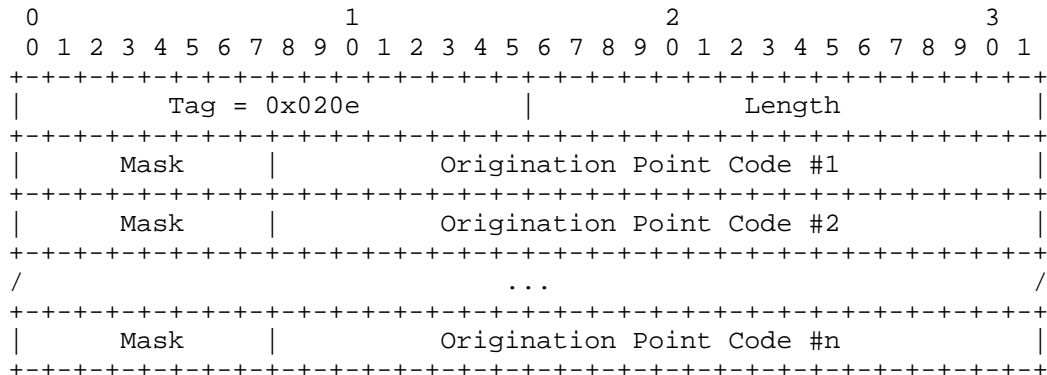 0                   1                   2                   3
 0 1 2 3 4 5 6 7 8 9 0 1 2 3 4 5 6 7 8 9 0 1 2 3 4 5 6 7 8 9 0 1
+-+-+-+-+-+-+-+-+-+-+-+-+-+-+-+-+-+-+-+-+-+-+-+-+-+-+-+-+-+-+-+-+
|         Tag = 0x020e          |             Length            |
+-+-+-+-+-+-+-+-+-+-+-+-+-+-+-+-+-+-+-+-+-+-+-+-+-+-+-+-+-+-+-+-+
|      Mask     |          Origination Point Code #1            |
+-+-+-+-+-+-+-+-+-+-+-+-+-+-+-+-+-+-+-+-+-+-+-+-+-+-+-+-+-+-+-+-+
|      Mask     |          Origination Point Code #2            |
+-+-+-+-+-+-+-+-+-+-+-+-+-+-+-+-+-+-+-+-+-+-+-+-+-+-+-+-+-+-+-+-+
/                              ...                              /
+-+-+-+-+-+-+-+-+-+-+-+-+-+-+-+-+-+-+-+-+-+-+-+-+-+-+-+-+-+-+-+-+
|      Mask     |          Origination Point Code #n            |
+-+-+-+-+-+-+-+-+-+-+-+-+-+-+-+-+-+-+-+-+-+-+-+-+-+-+-+-+-+-+-+-+